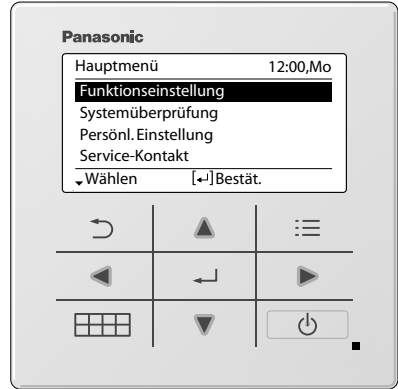 Panasonic
Hauptmenü 12:00,Mo
Funktionseinstellung
Systemüberprüfung
Persönl. Einstellung
Service-Kontakt
Wählen [↵]Bestät.